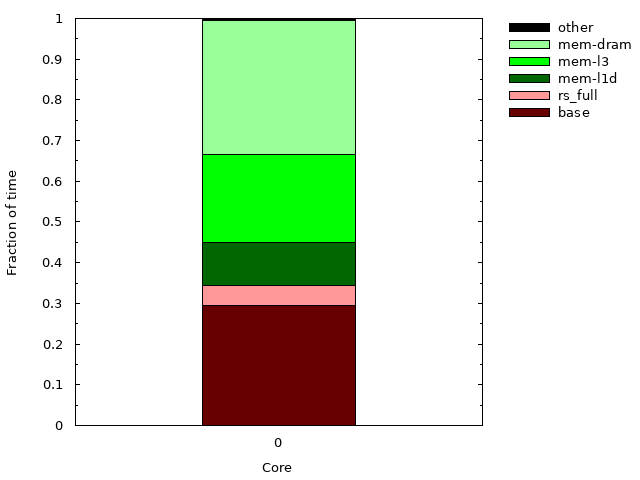 1
0.9
0.8
0.7
0.6
0.5
0.4
0.3
0.2
0.1
0
Fraction of time
0
Core
other
mem-dram
mem-l3
mem-l1d
rs_full
base